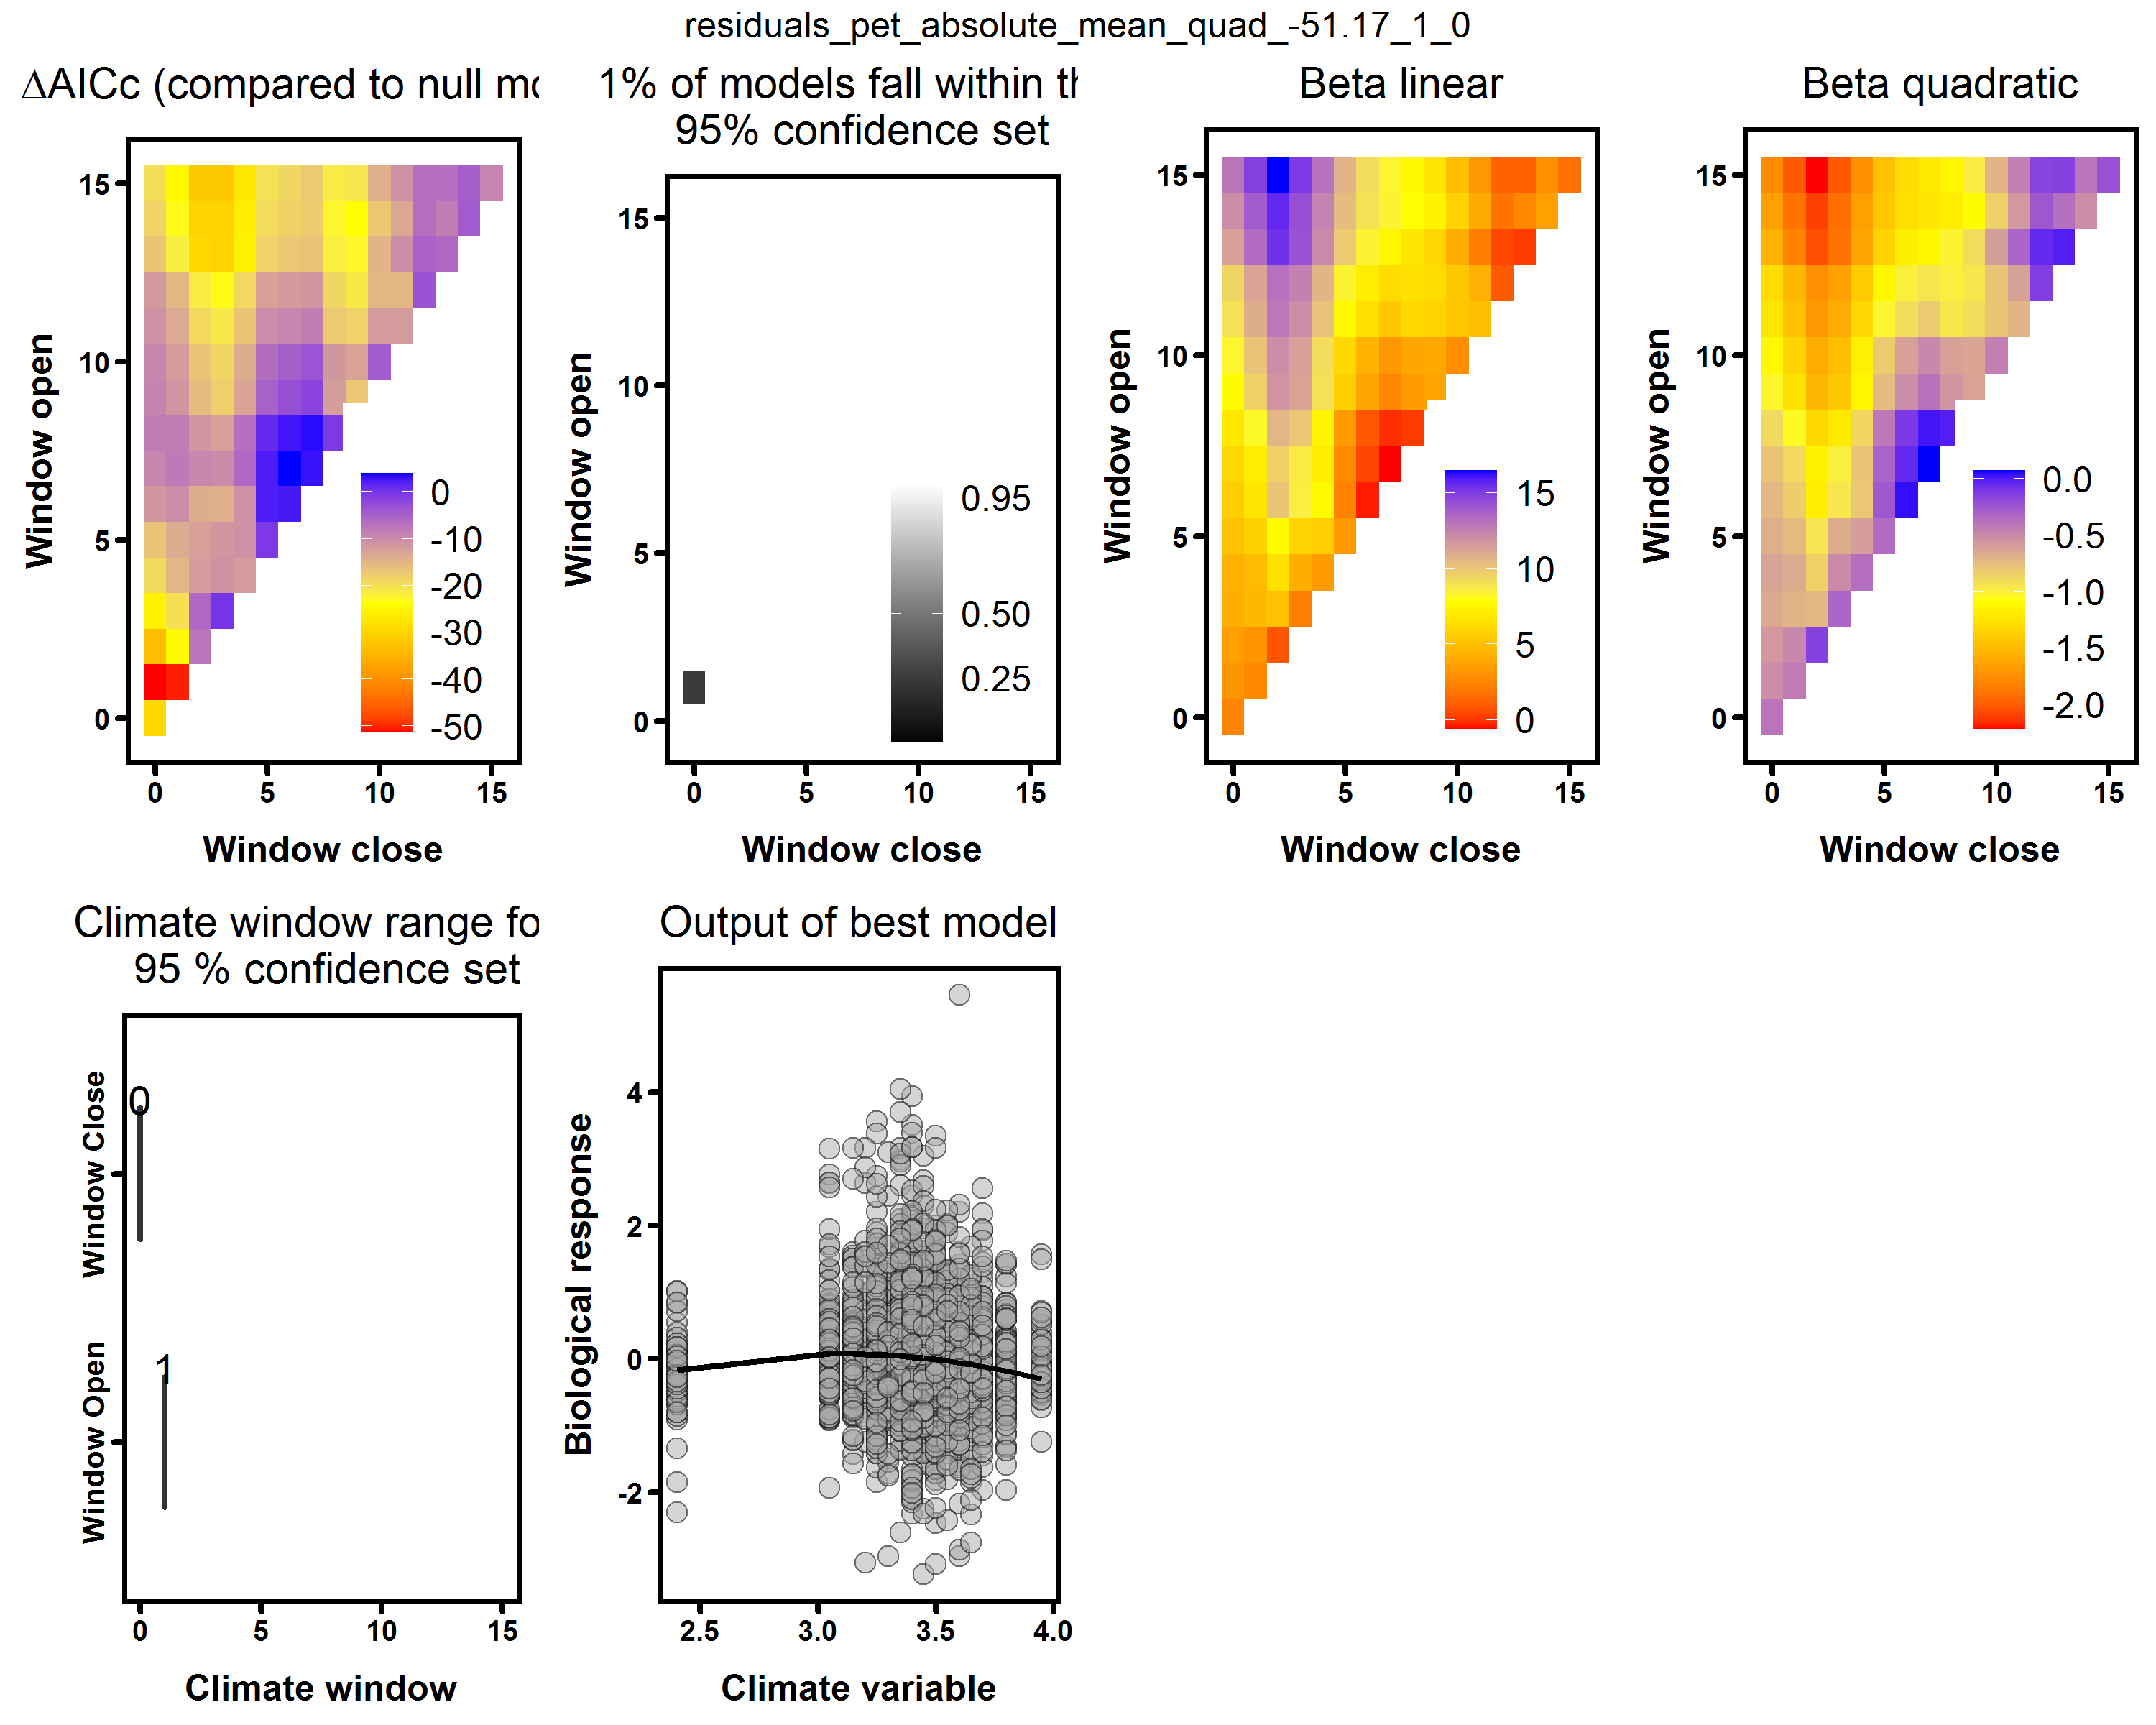 residuals_pet_absolute_mean_quad_-51.17_1_0
ΔAICc (compared to null mo
1% of models fall within th
95% confidence set
Beta linear
Beta quadratic
Window open
15
10
5
0
0
-10
-20
-30
-40
-50
0 5 10 15
Window close
Window open
15
10
5
0
0.95
0.50
0.25
0 5 10 15
Window close
Window open
15
10
5
0
15
10
5
0
0 5 10 15
Window close
Window open
15
10
5
0
0.0
-0.5
-1.0
-1.5
-2.0
0 5 10 15
Window close
Climate window range fo
95 % confidence set
Window Close
Window Open
0
1
0 5 10 15
Climate window
Output of best model
Biological response
4
2
0
-2
2.5 3.0 3.5 4.0
Climate variable